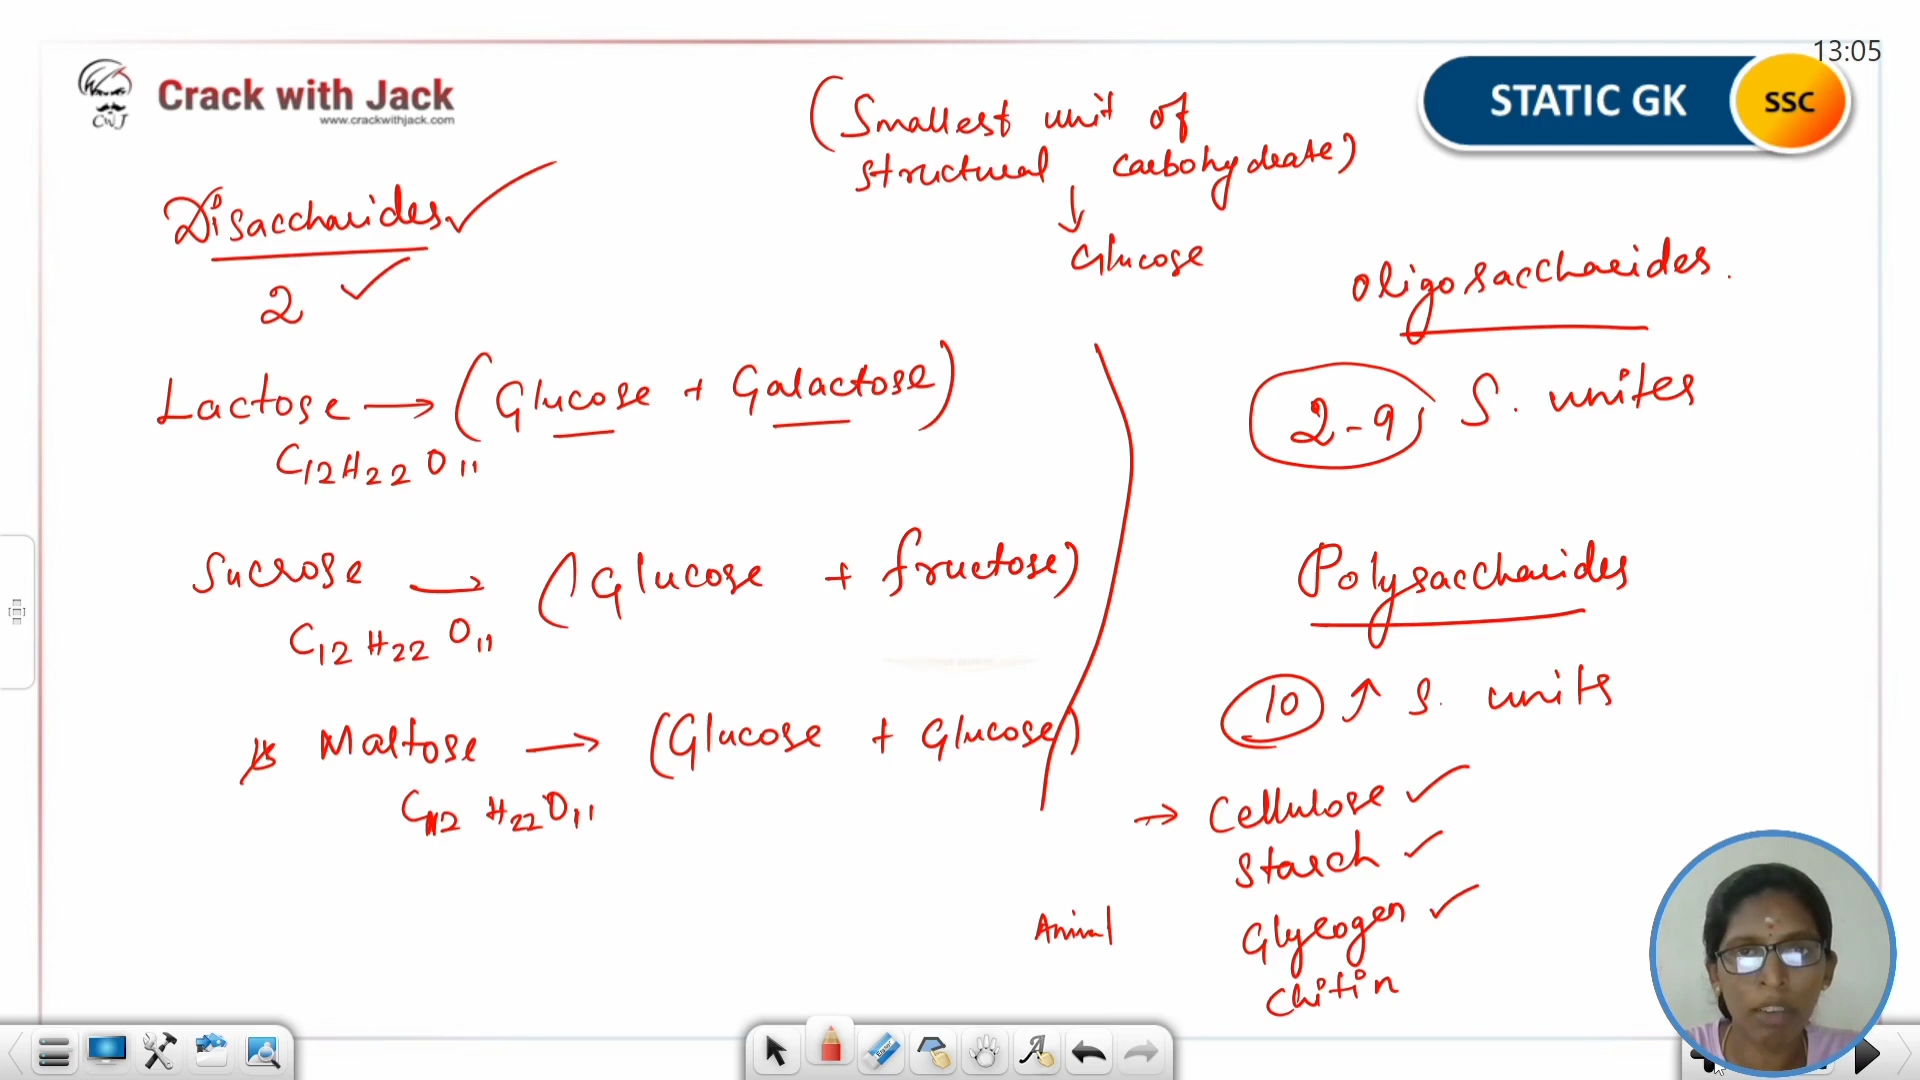 13:05
Crack with Jack
www.crackwithjack.com
CWJ
STATIC GK
SSC
(Smallest unit of
structural carbohydrate)
↓
Glucose
Disaccharides ✓
2 ✓
Lactose → (Glucose + Galactose)
C12H22O11
Sucrose → (Glucose + fructose)
C12H22O11
Maltose → (Glucose + Glucose)
C12H22O11
Oligosaccharides.
2-9 S. unites
Polysaccharides
10 ↑ S. units
→ Cellulose ✓
Starch ✓
Animal Glycogen ✓
Chitin